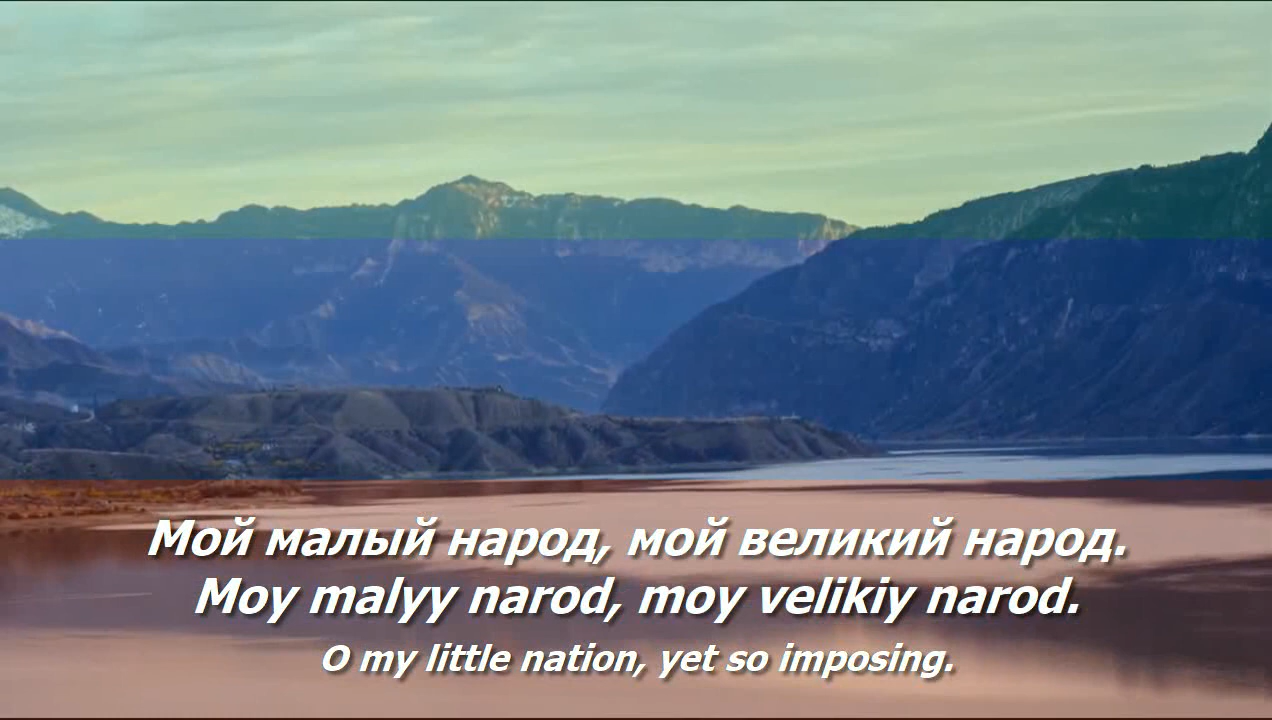 Мой малый народ, мой великий народ.
Moy malyy narod, moy velikiy narod.
O my little nation, yet so imposing.